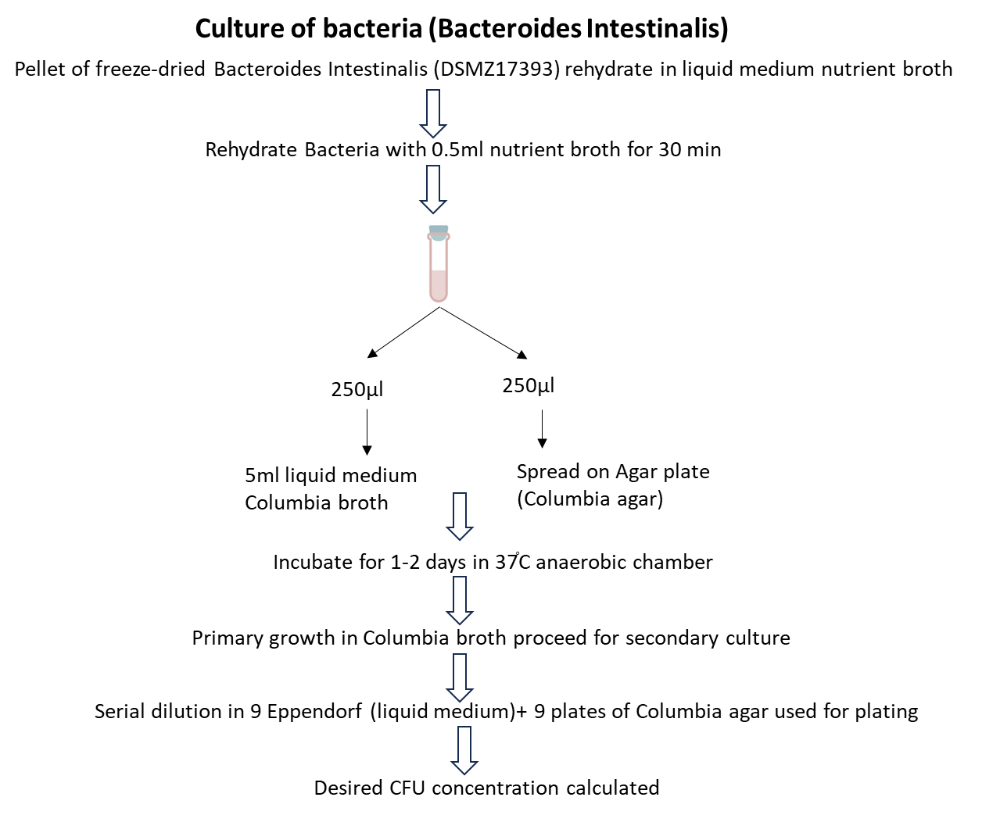 Culture of bacteria (Bacteroides Intestinalis)
Pellet of freeze-dried Bacteroides Intestinalis (DSMZ17393) rehydrate in liquid medium nutrient broth
Rehydrate Bacteria with 0.5ml nutrient broth for 30 min
250µl
250µl
5ml liquid medium
Columbia broth
Spread on Agar plate
(Columbia agar)
Incubate for 1-2 days in 37°C anaerobic chamber
Primary growth in Columbia broth proceed for secondary culture
Serial dilution in 9 Eppendorf (liquid medium)+ 9 plates of Columbia agar used for plating
Desired CFU concentration calculated